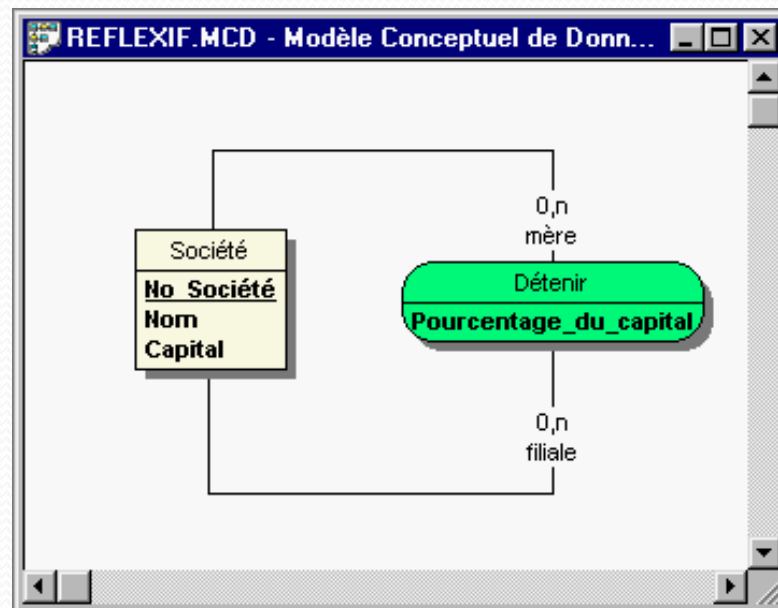 REFLEXIF.MCD - Modèle Conceptuel de Donn...
0,n
mère
Société
No_Société
Nom
Capital
Détenir
Pourcentage_du_capital
0,n
filiale